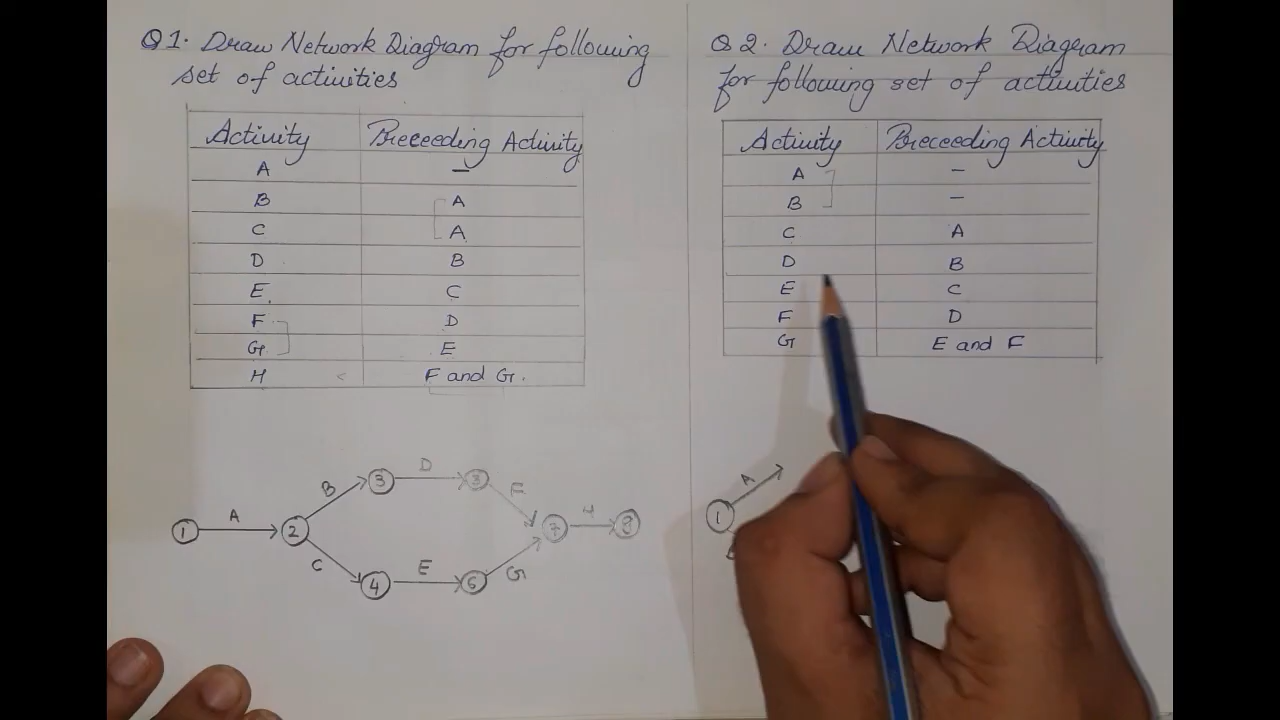 Q1. Draw Network Diagram for following
set of activities
Activity Preceeding Activity
A –
B A
C A
D B
E. C
F D
G E
H F and G.
1 A 2 B 3 D 3 F 7 H 8
C 4 E 6 G
Q2. Draw Network Diagram
for following set of activities
Activity Preceeding Activity
A –
B –
C A
D B
E C
F D
G E and F
1 A